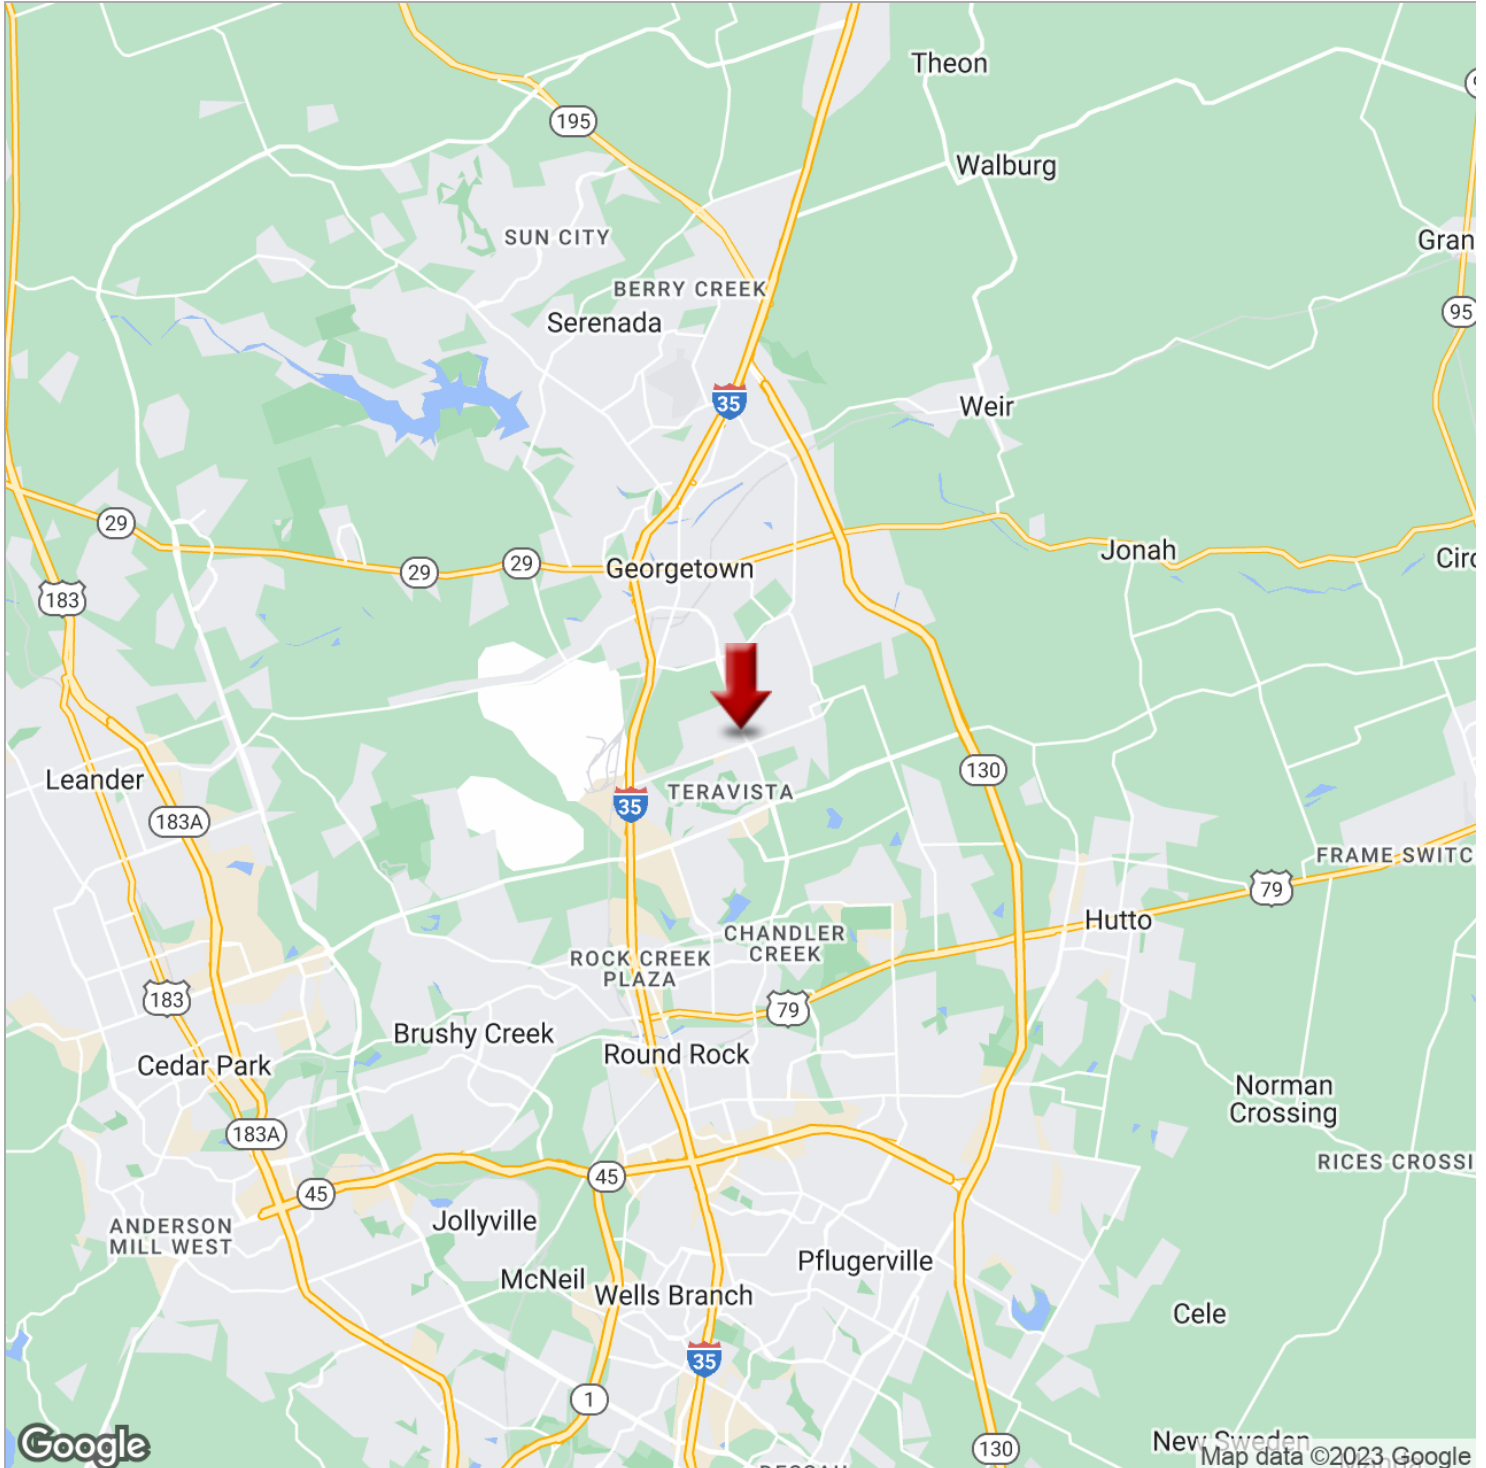 Theon
195
Walburg
SUN CITY
Gran
BERRY CREEK
Serenada
95
35
Weir
29
Jonah
29
29
Georgetown
Circ
183
130
Leander
TERAVISTA
35
183A
FRAME SWITC
79
Hutto
CHANDLER
CREEK
ROCK CREEK
PLAZA
183
79
Brushy Creek
Round Rock
Cedar Park
Norman
Crossing
183A
RICES CROSSI
45
45
ANDERSON
MILL WEST
Jollyville
Pflugerville
McNeil
Wells Branch
Cele
35
1
130
New Sweden
Google
Map data ©2023 Google